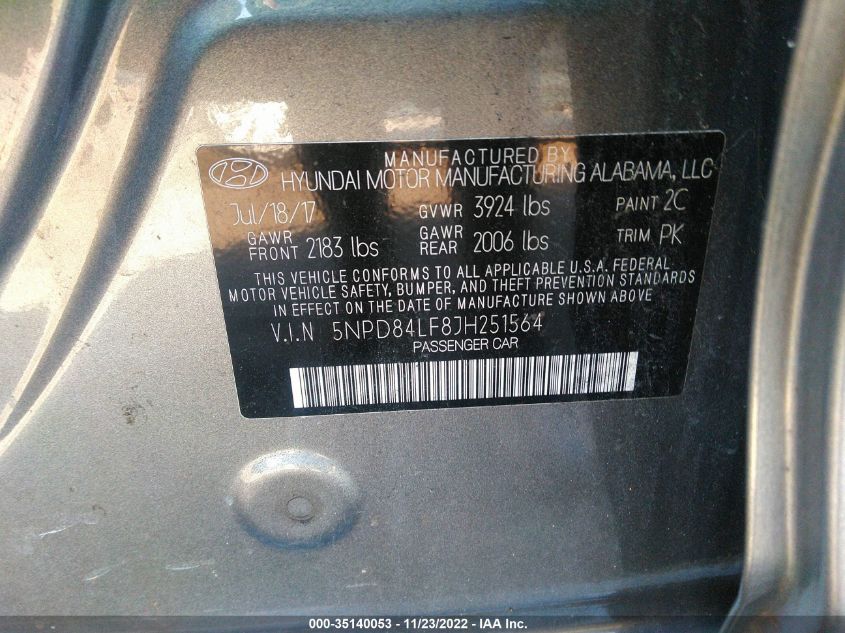 MANUFACTURED BY
HYUNDAI MOTOR MANUFACTURING ALABAMA, LLC
Jul/18/17 GVWR 3924 lbs PAINT 2C
GAWR FRONT 2183 lbs GAWR REAR 2006 lbs TRIM PK
THIS VEHICLE CONFORMS TO ALL APPLICABLE U.S.A. FEDERAL
MOTOR VEHICLE SAFETY, BUMPER, AND THEFT PREVENTION STANDARDS
IN EFFECT ON THE DATE OF MANUFACTURE SHOWN ABOVE
V.I.N 5NPD84LF8JH251564
PASSENGER CAR
000-35140053 - 11/23/2022 - IAA Inc.